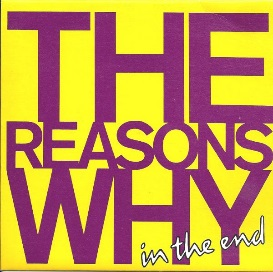 THE
REASONS
WHY
in the end